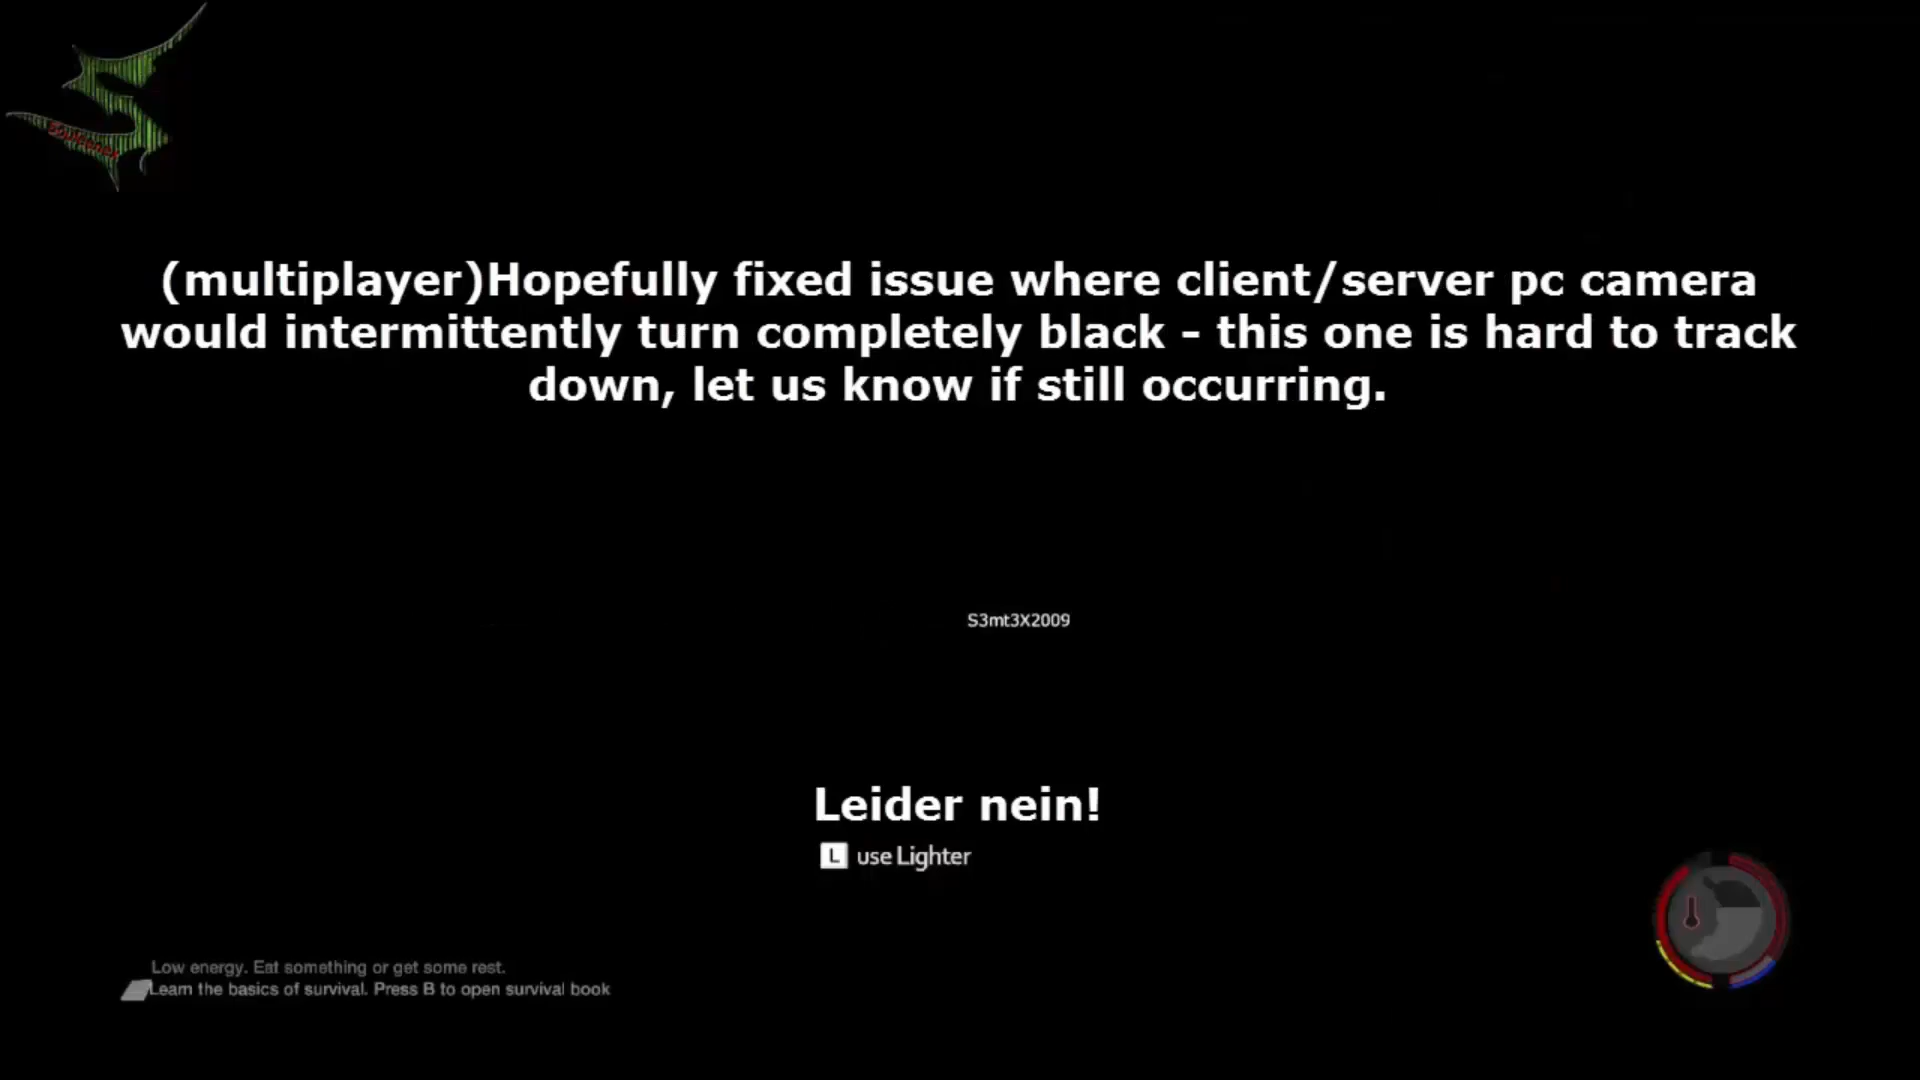 (multiplayer)Hopefully fixed issue where client/server pc camera
would intermittently turn completely black - this one is hard to track
down, let us know if still occurring.
S3mt3X2009
Leider nein!
L use Lighter
Low energy. Eat something or get some rest.
Learn the basics of survival. Press B to open survival book